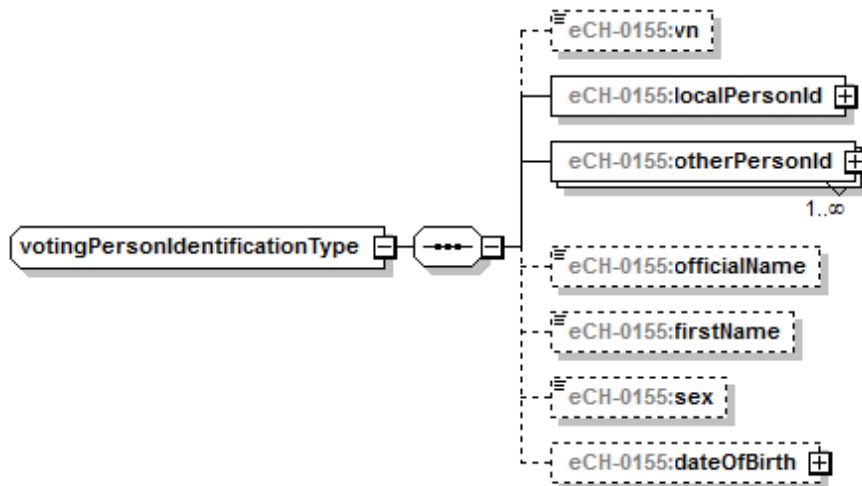 eCH-0155:vn
eCH-0155:localPersonId
eCH-0155:otherPersonId
1..∞
votingPersonIdentificationType
eCH-0155:officialName
eCH-0155:firstName
eCH-0155:sex
eCH-0155:dateOfBirth